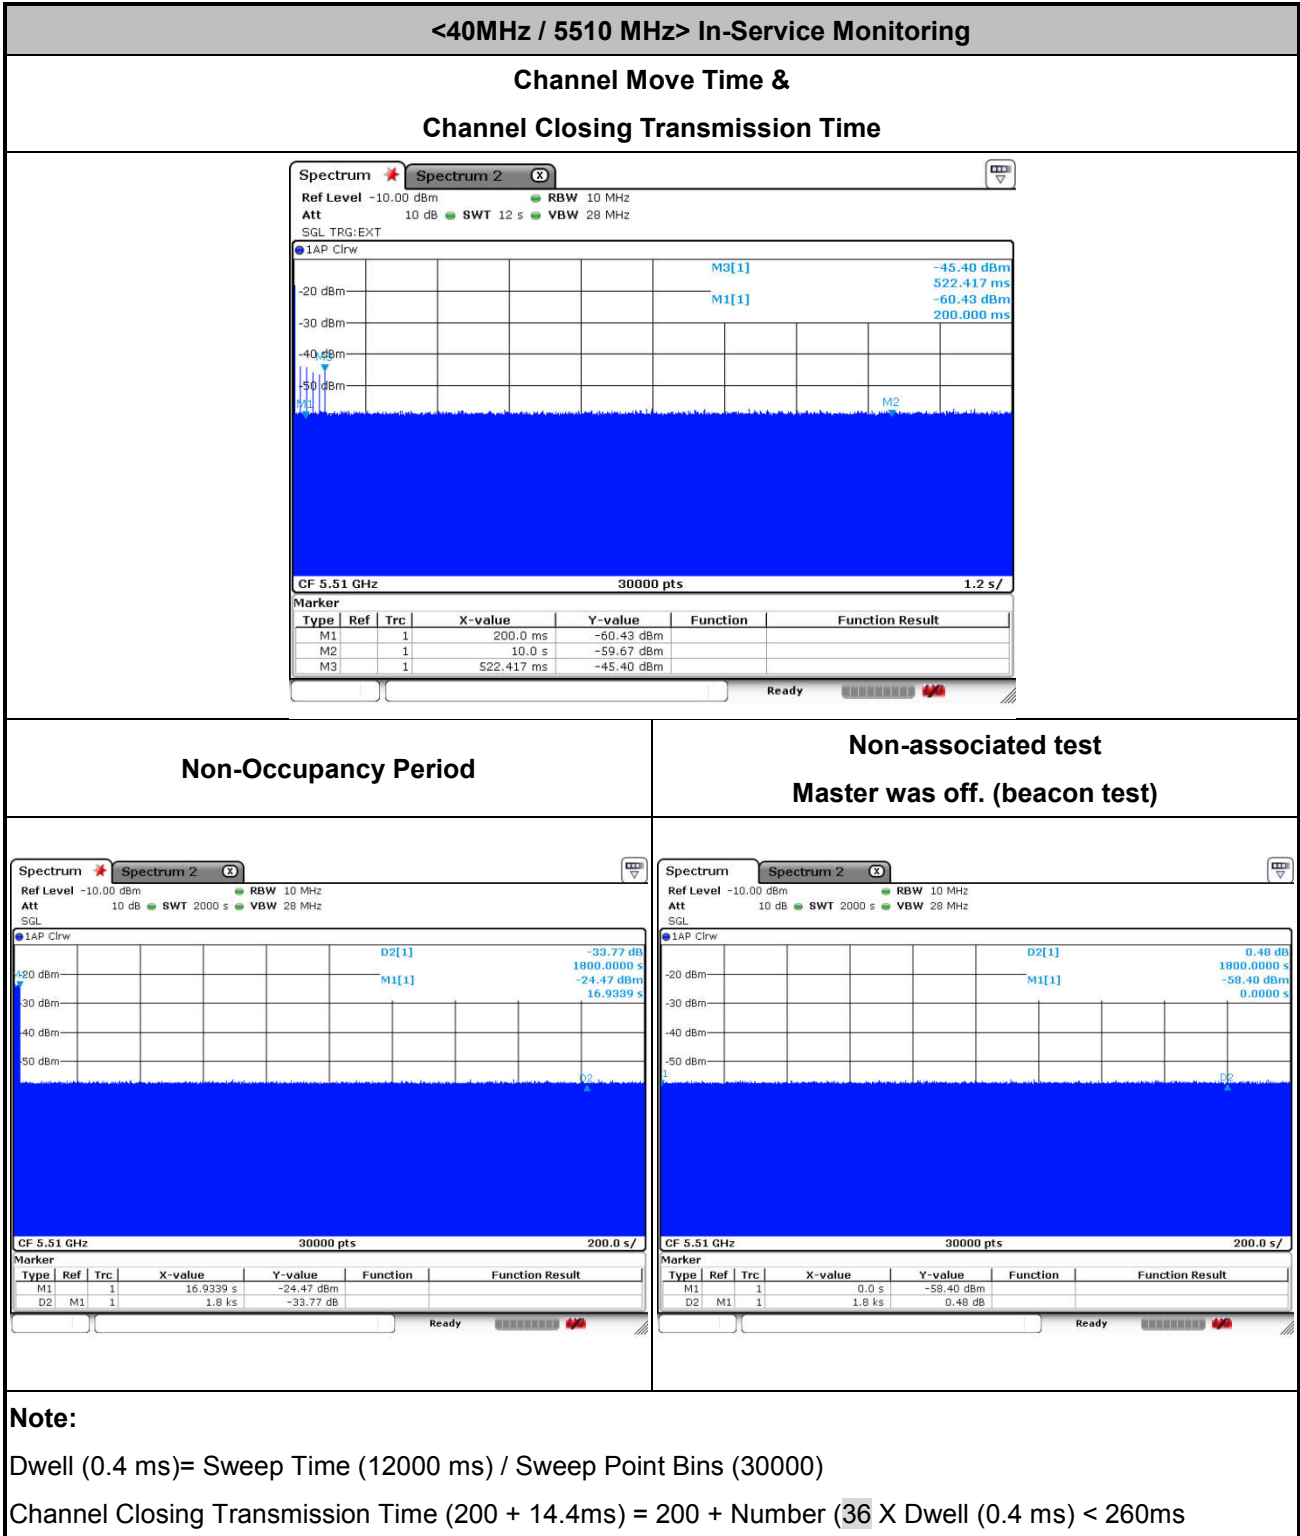 <40MHz / 5510 MHz> In-Service Monitoring
Channel Move Time &
Channel Closing Transmission Time
Spectrum Spectrum 2 X
Ref Level -10.00 dBm RBW 10 MHz
Att 10 dB SWT 12 s VBW 28 MHz
SGL TRG:EXT
1AP Clrw
M3[1] -45.40 dBm
522.417 ms
-20 dBm
M1[1] -60.43 dBm
200.000 ms
-30 dBm
-40 dBm
M3
-50 dBm
M1
M2
CF 5.51 GHz 30000 pts 1.2 s/
Marker
Type Ref Trc X-value Y-value Function Function Result
M1 1 200.0 ms -60.43 dBm
M2 1 10.0 s -59.67 dBm
M3 1 522.417 ms -45.40 dBm
Ready
Non-Occupancy Period
Non-associated test
Master was off. (beacon test)
Spectrum Spectrum 2 X
Ref Level -10.00 dBm RBW 10 MHz
Att 10 dB SWT 2000 s VBW 28 MHz
SGL
1AP Clrw
D2[1] -33.77 dB
1800.0000 s
-20 dBm
M1[1] -24.47 dBm
16.9339 s
-30 dBm
-40 dBm
-50 dBm
D2
CF 5.51 GHz 30000 pts 200.0 s/
Marker
Type Ref Trc X-value Y-value Function Function Result
M1 1 16.9339 s -24.47 dBm
D2 M1 1 1.8 ks -33.77 dB
Ready
Spectrum Spectrum 2 X
Ref Level -10.00 dBm RBW 10 MHz
Att 10 dB SWT 2000 s VBW 28 MHz
SGL
1AP Clrw
D2[1] 0.48 dB
1800.0000 s
-20 dBm
M1[1] -58.40 dBm
0.0000 s
-30 dBm
-40 dBm
-50 dBm
1
D2
CF 5.51 GHz 30000 pts 200.0 s/
Marker
Type Ref Trc X-value Y-value Function Function Result
M1 1 0.0 s -58.40 dBm
D2 M1 1 1.8 ks 0.48 dB
Ready
Note:
Dwell (0.4 ms)= Sweep Time (12000 ms) / Sweep Point Bins (30000)
Channel Closing Transmission Time (200 + 14.4ms) = 200 + Number (36 X Dwell (0.4 ms) < 260ms